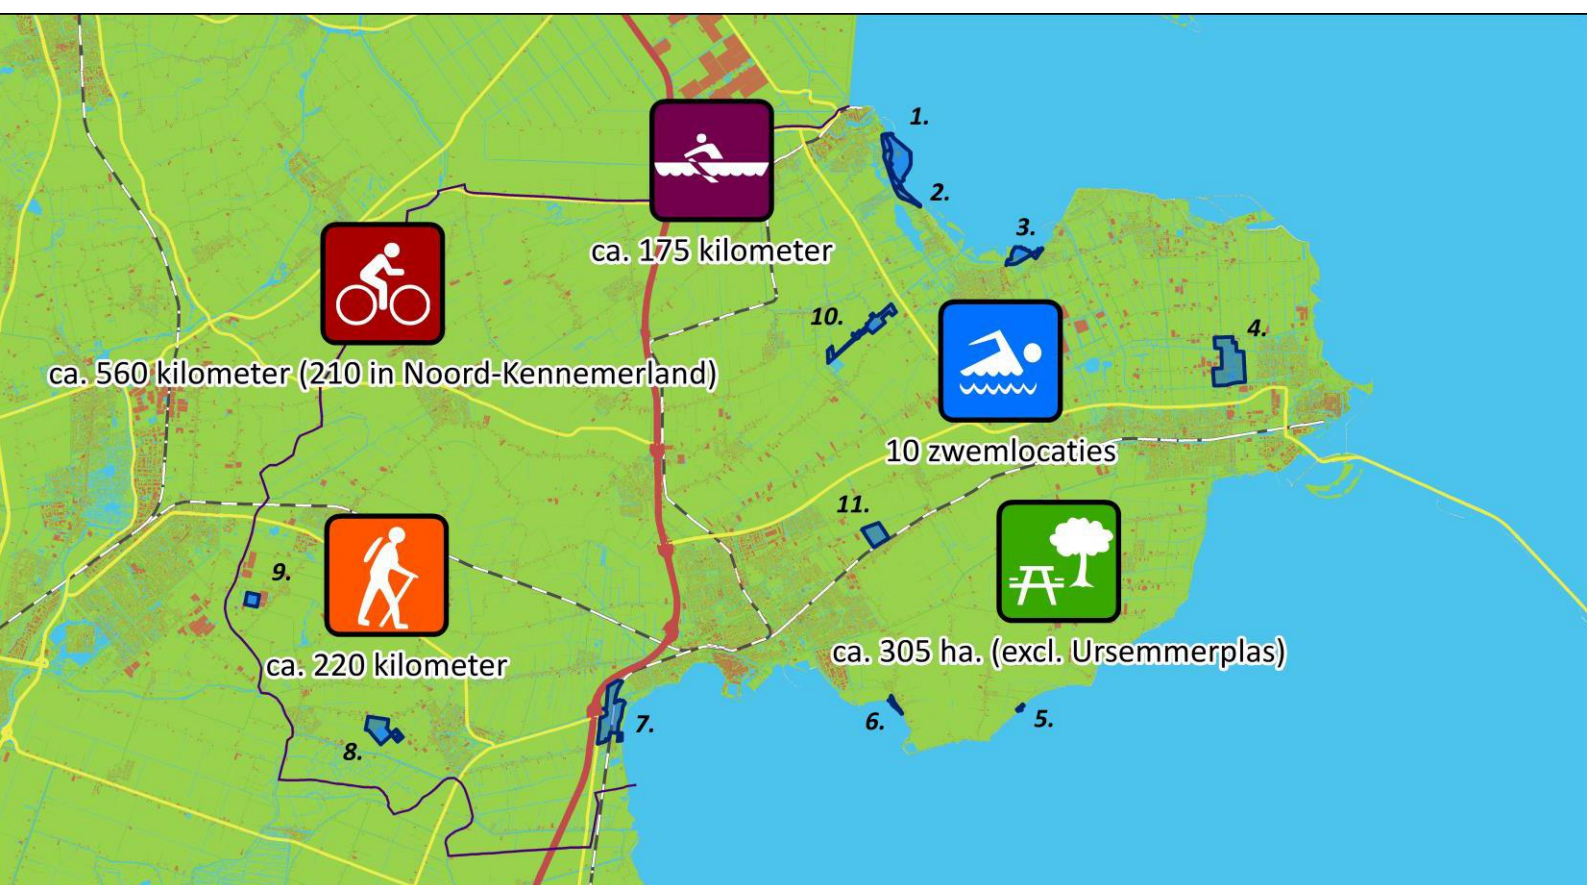 1.
2.
3.
ca. 175 kilometer
10.
4.
ca. 560 kilometer (210 in Noord-Kennemerland)
10 zwemlocaties
11.
9.
ca. 220 kilometer
ca. 305 ha. (excl. Ursemmerplas)
6.
5.
7.
8.